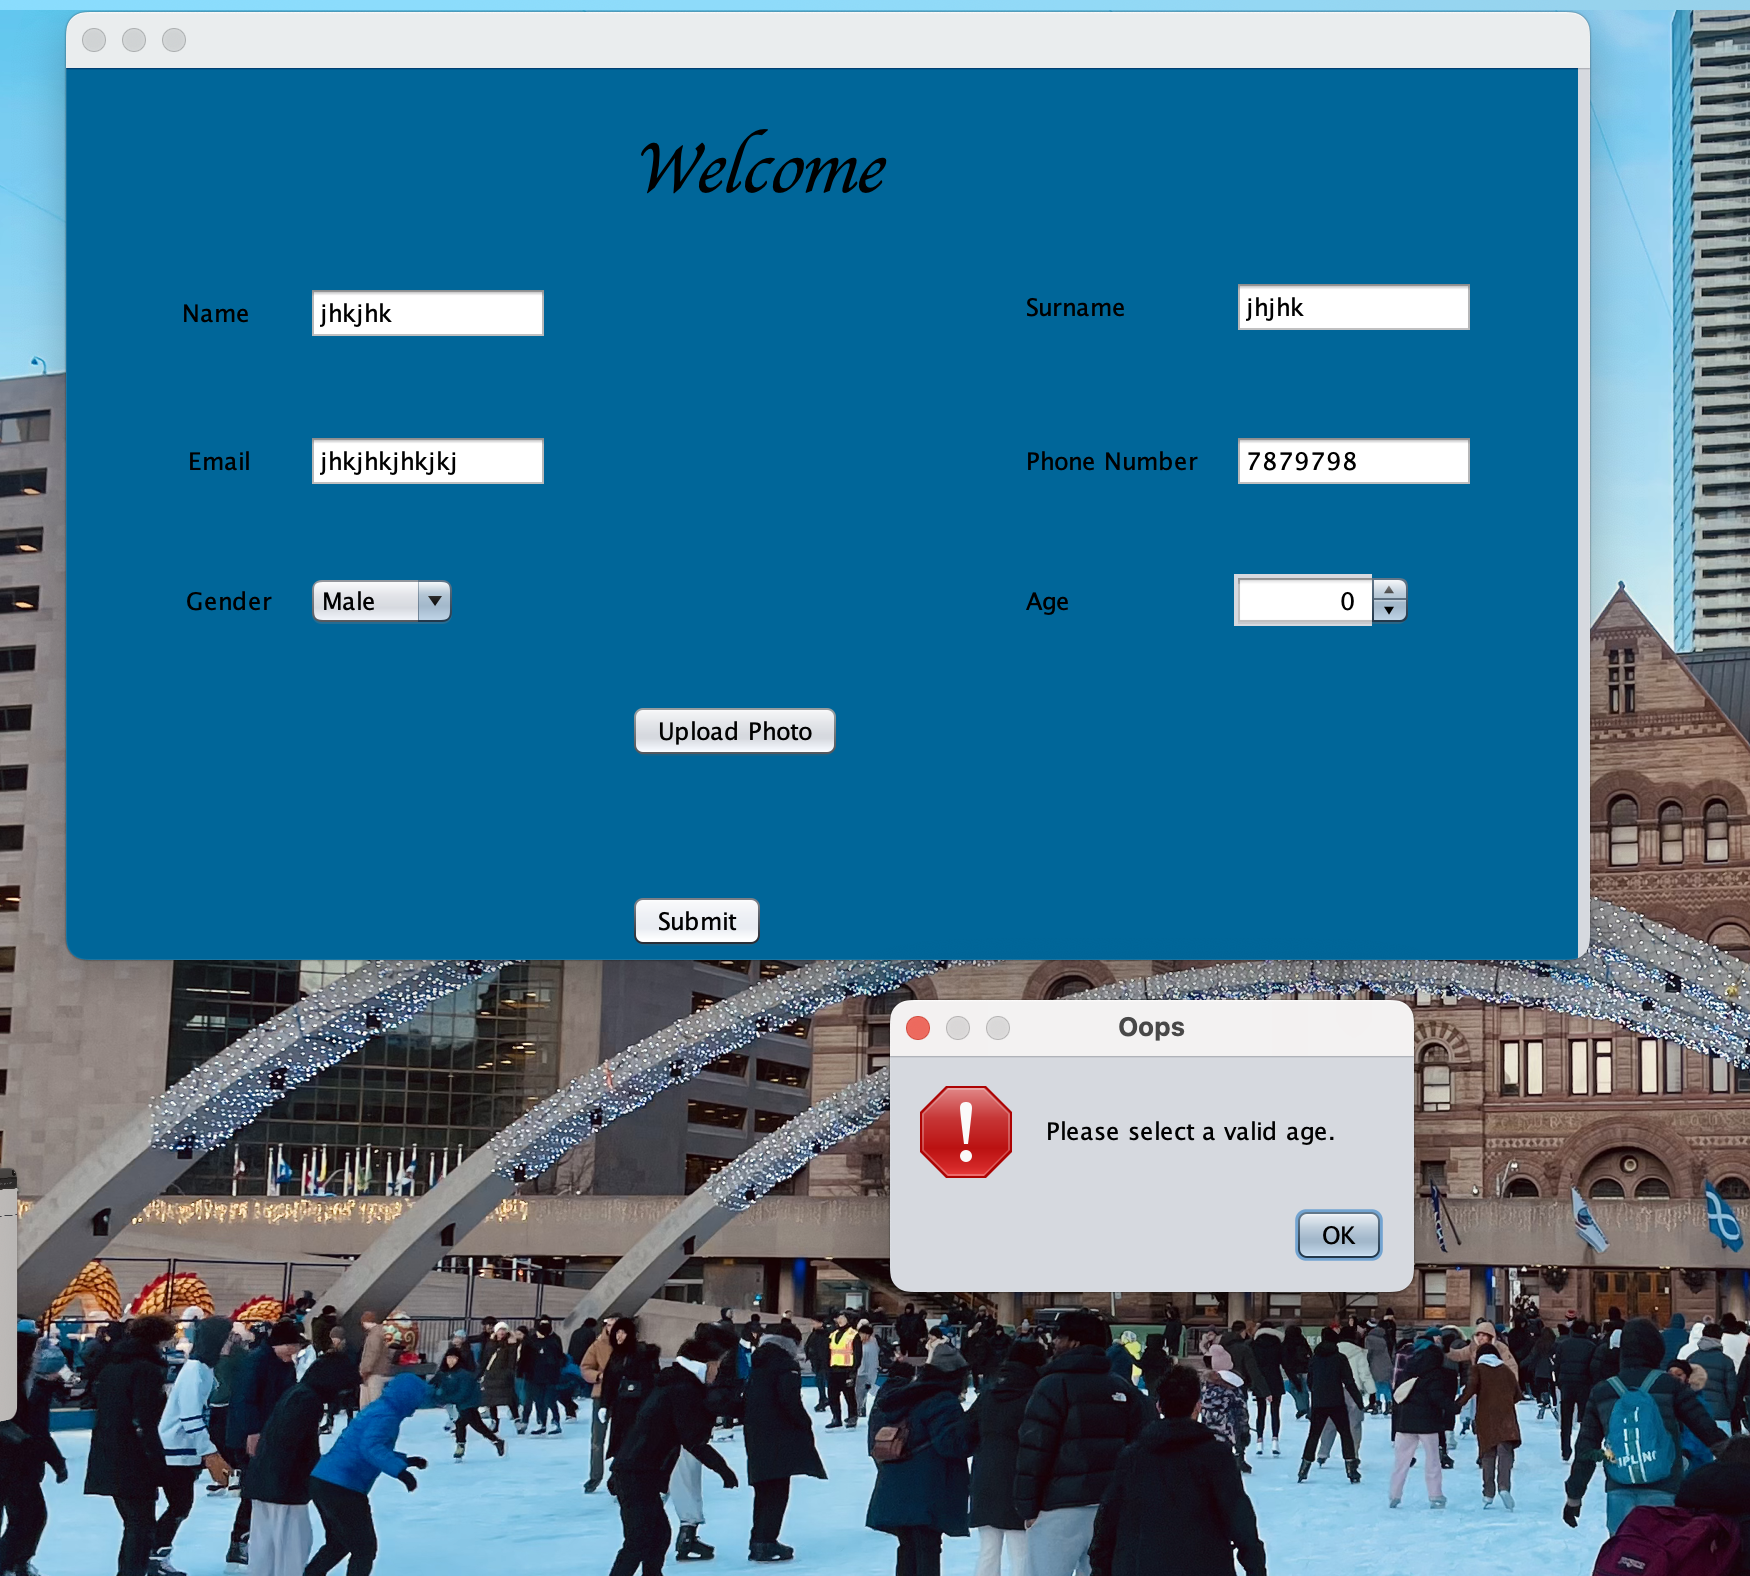 Welcome
Name jhkjhk Surname jhjhk
Email jhkjhkjhkjkj Phone Number 7879798
Gender Male Age 0
Upload Photo
Submit
Oops
Please select a valid age.
OK